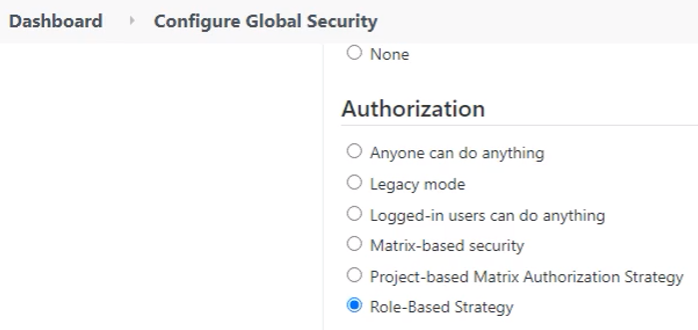 Dashboard Configure Global Security
None
Authorization
Anyone can do anything
Legacy mode
Logged-in users can do anything
Matrix-based security
Project-based Matrix Authorization Strategy
Role-Based Strategy